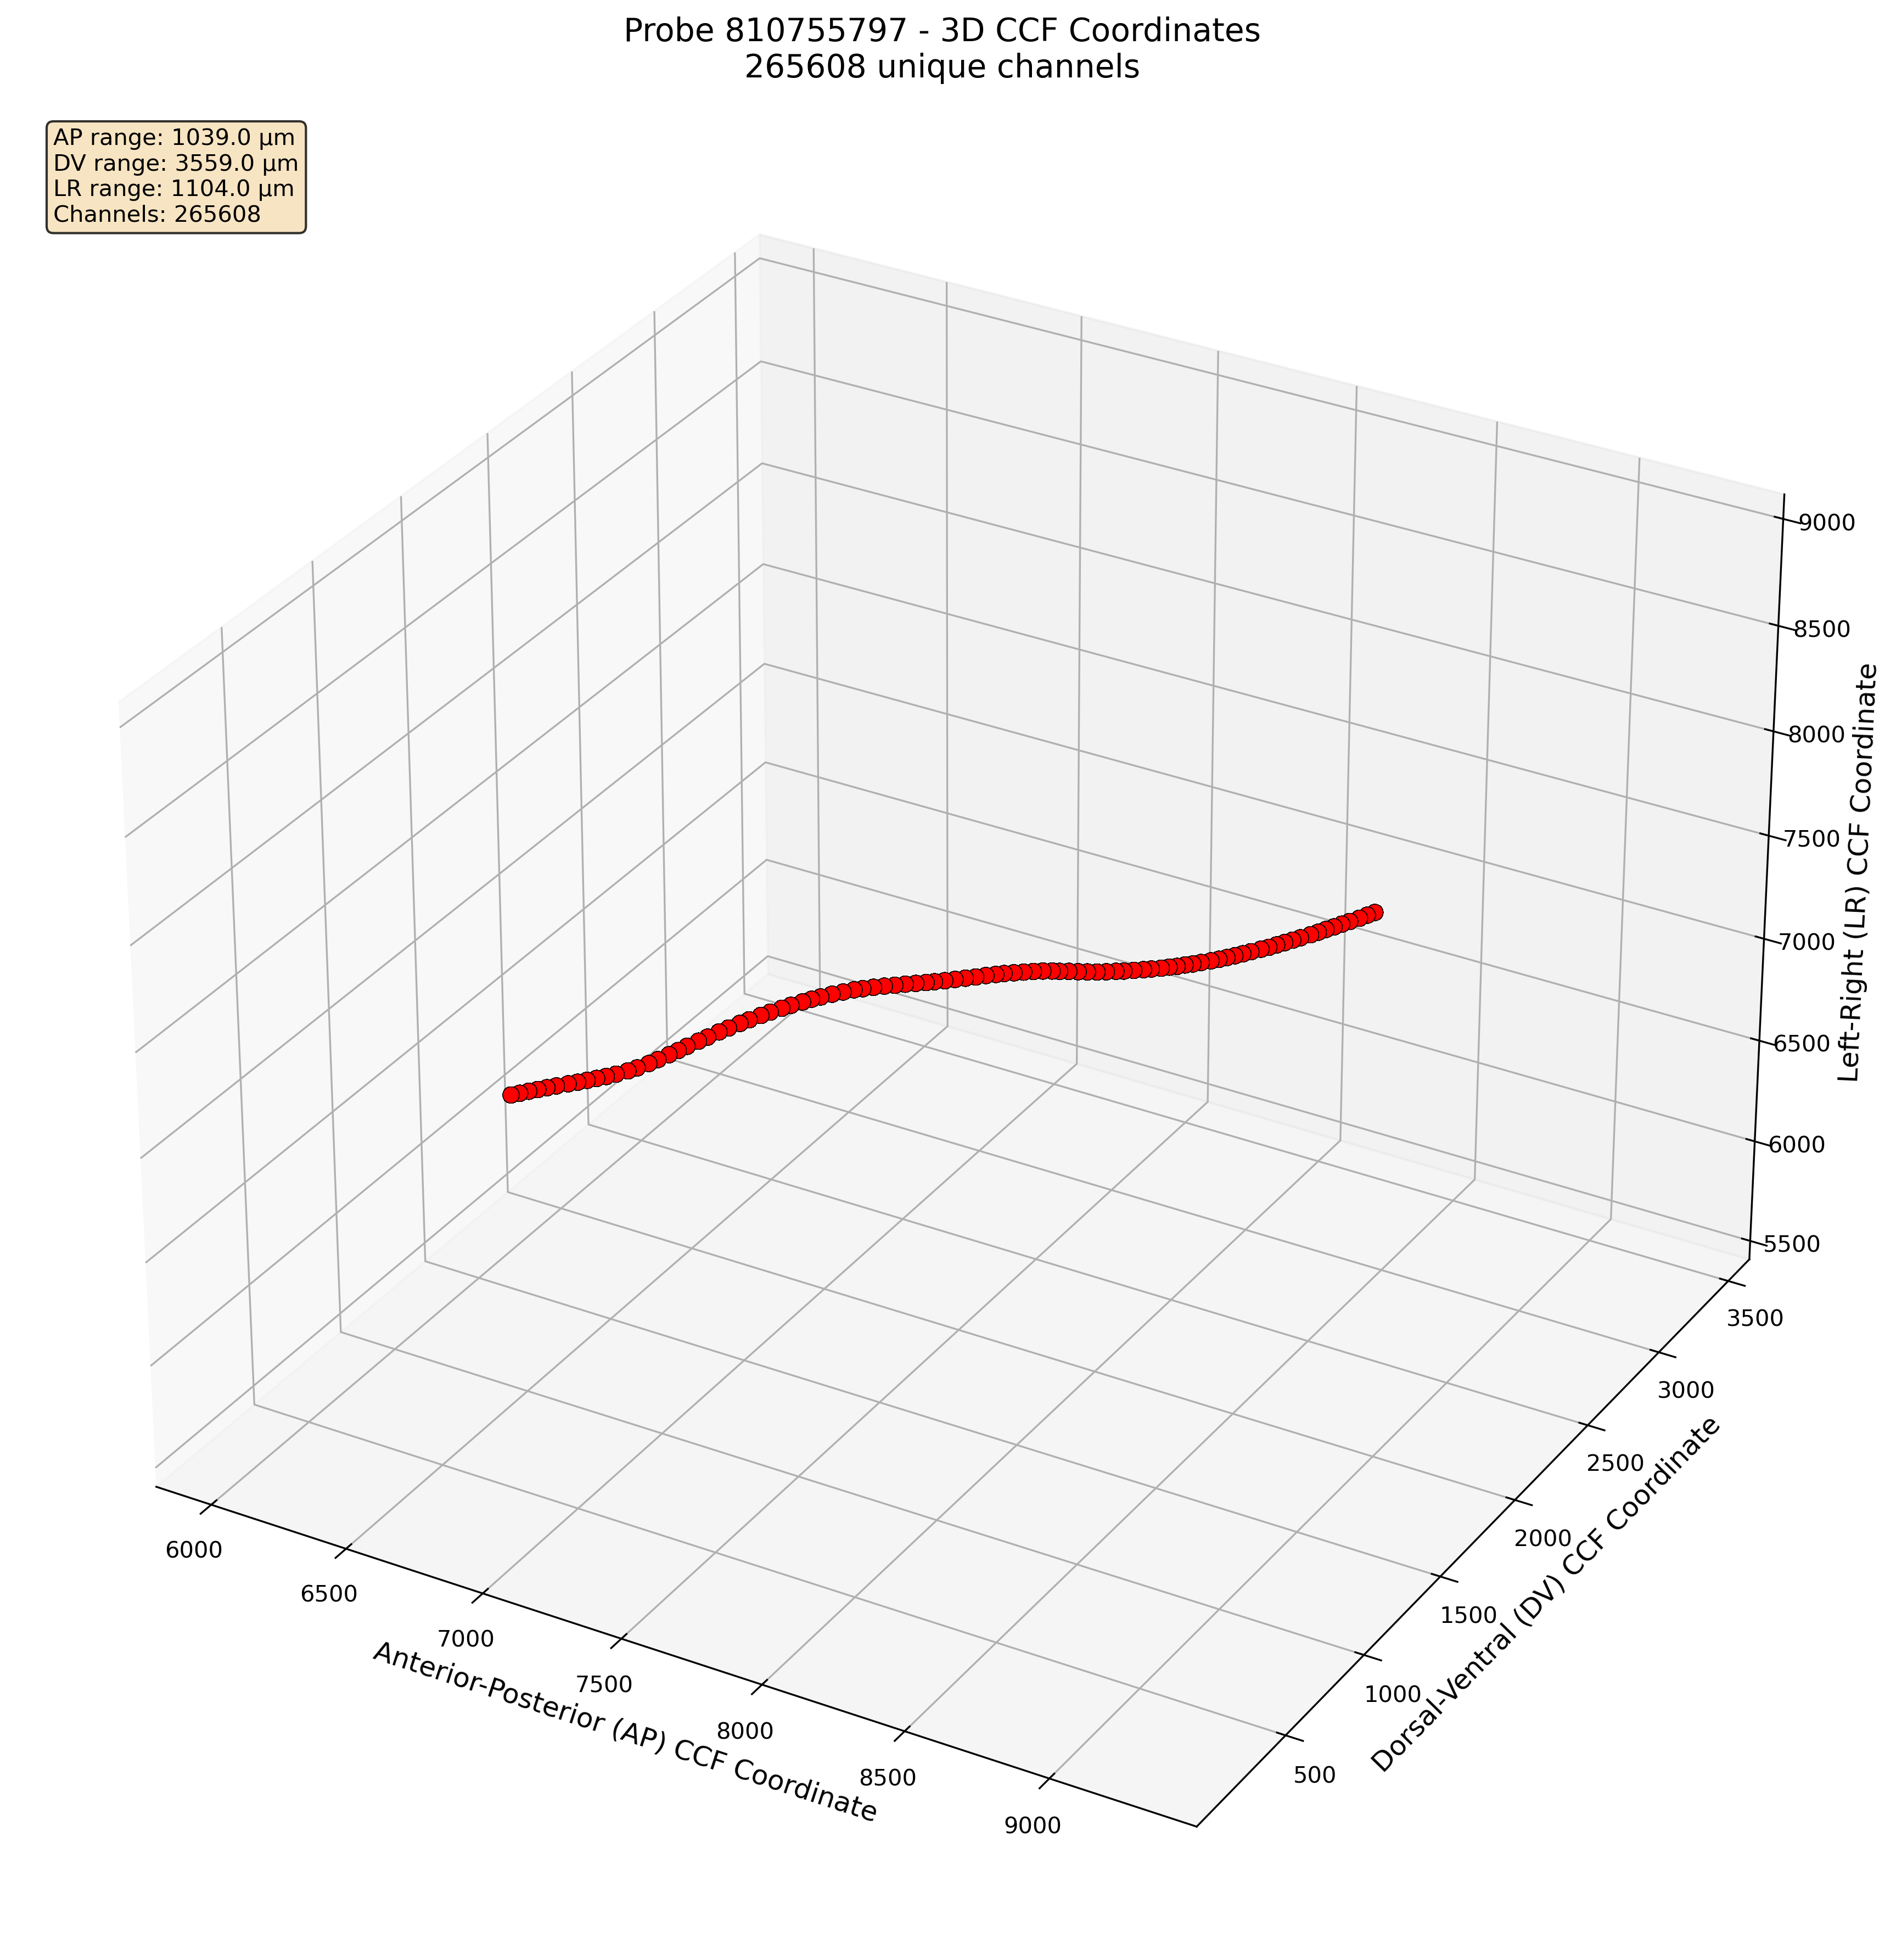 Probe 810755797 - 3D CCF Coordinates
265608 unique channels
AP range: 1039.0 µm
DV range: 3559.0 µm
LR range: 1104.0 µm
Channels: 265608
9000
8500
8000
7500
7000
6500
6000
5500
Left-Right (LR) CCF Coordinate
3500
3000
2500
2000
1500
1000
500
Dorsal-Ventral (DV) CCF Coordinate
6000
6500
7000
7500
8000
8500
9000
Anterior-Posterior (AP) CCF Coordinate